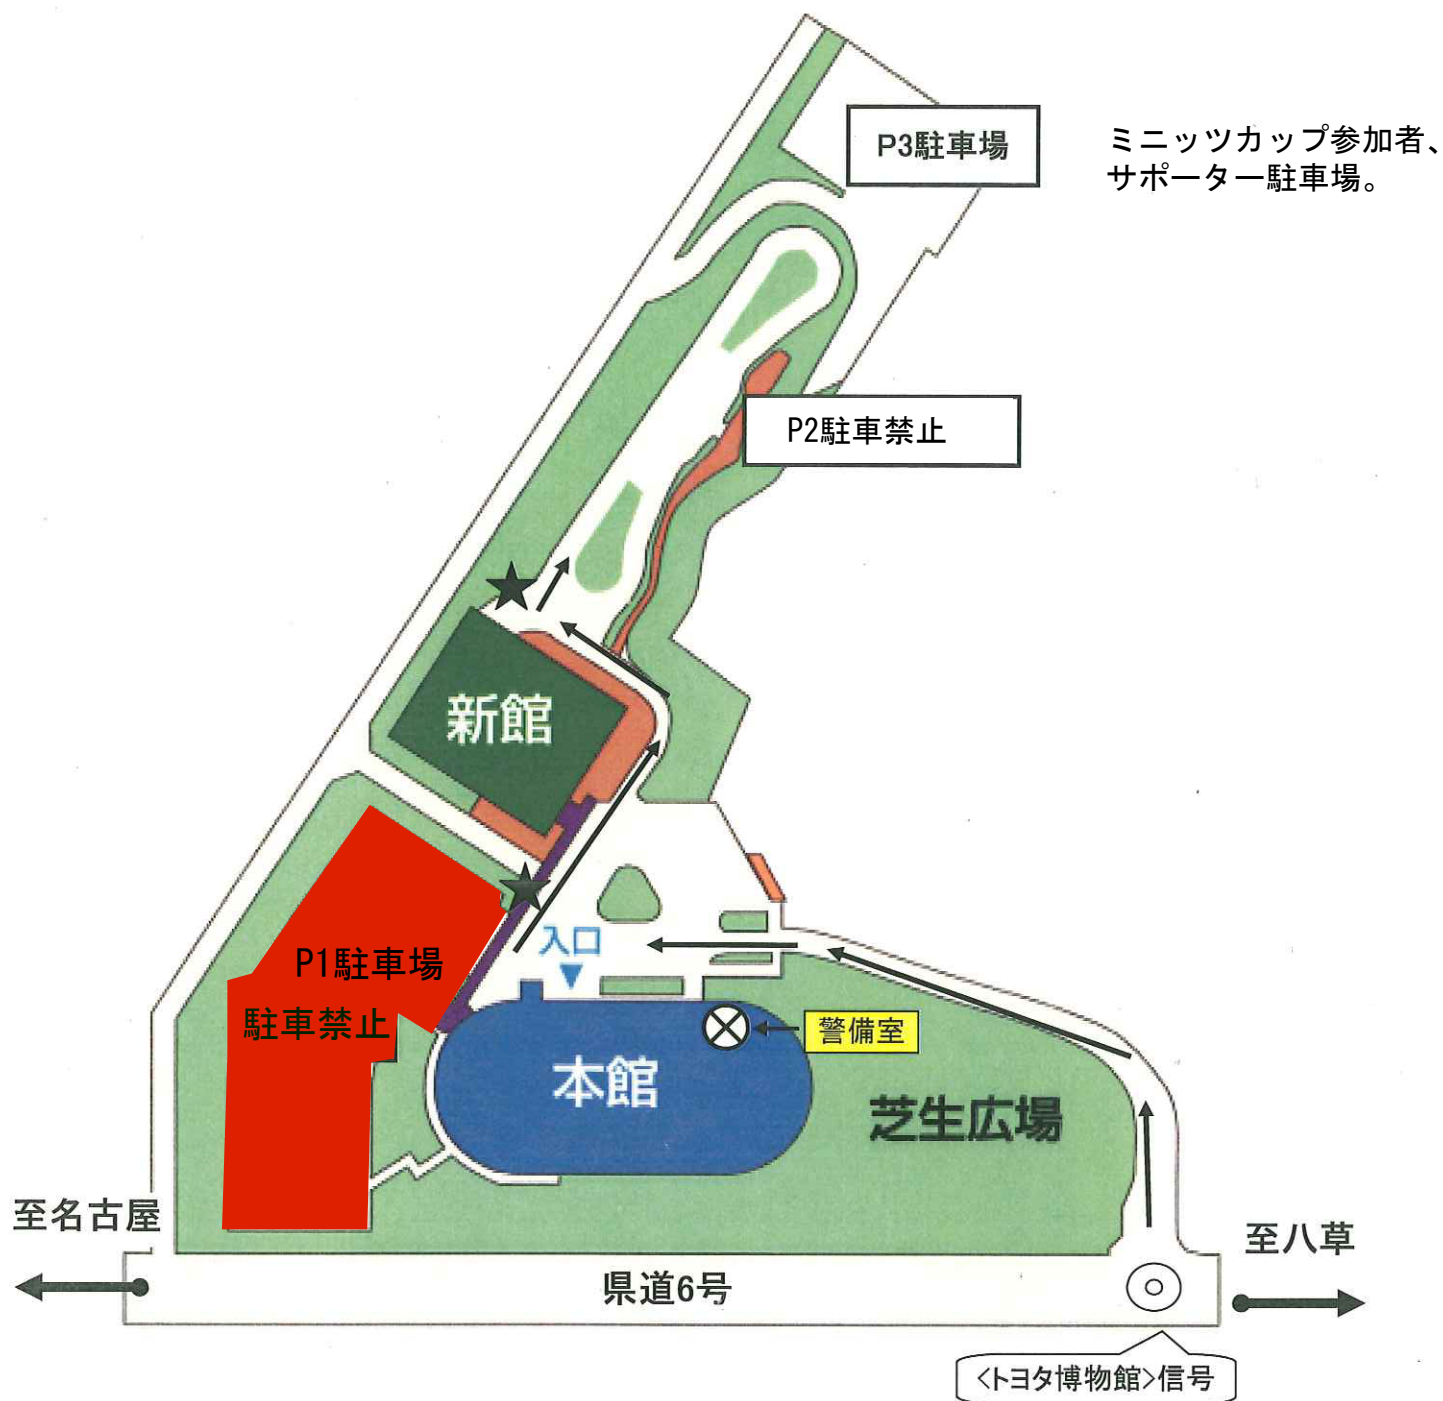 P3駐車場
ミニッツカップ参加者、
サポーター駐車場。
P2駐車禁止
新館
入口
P1駐車場
駐車禁止
警備室
本館
芝生広場
至名古屋
至八草
県道6号
<トヨタ博物館>信号